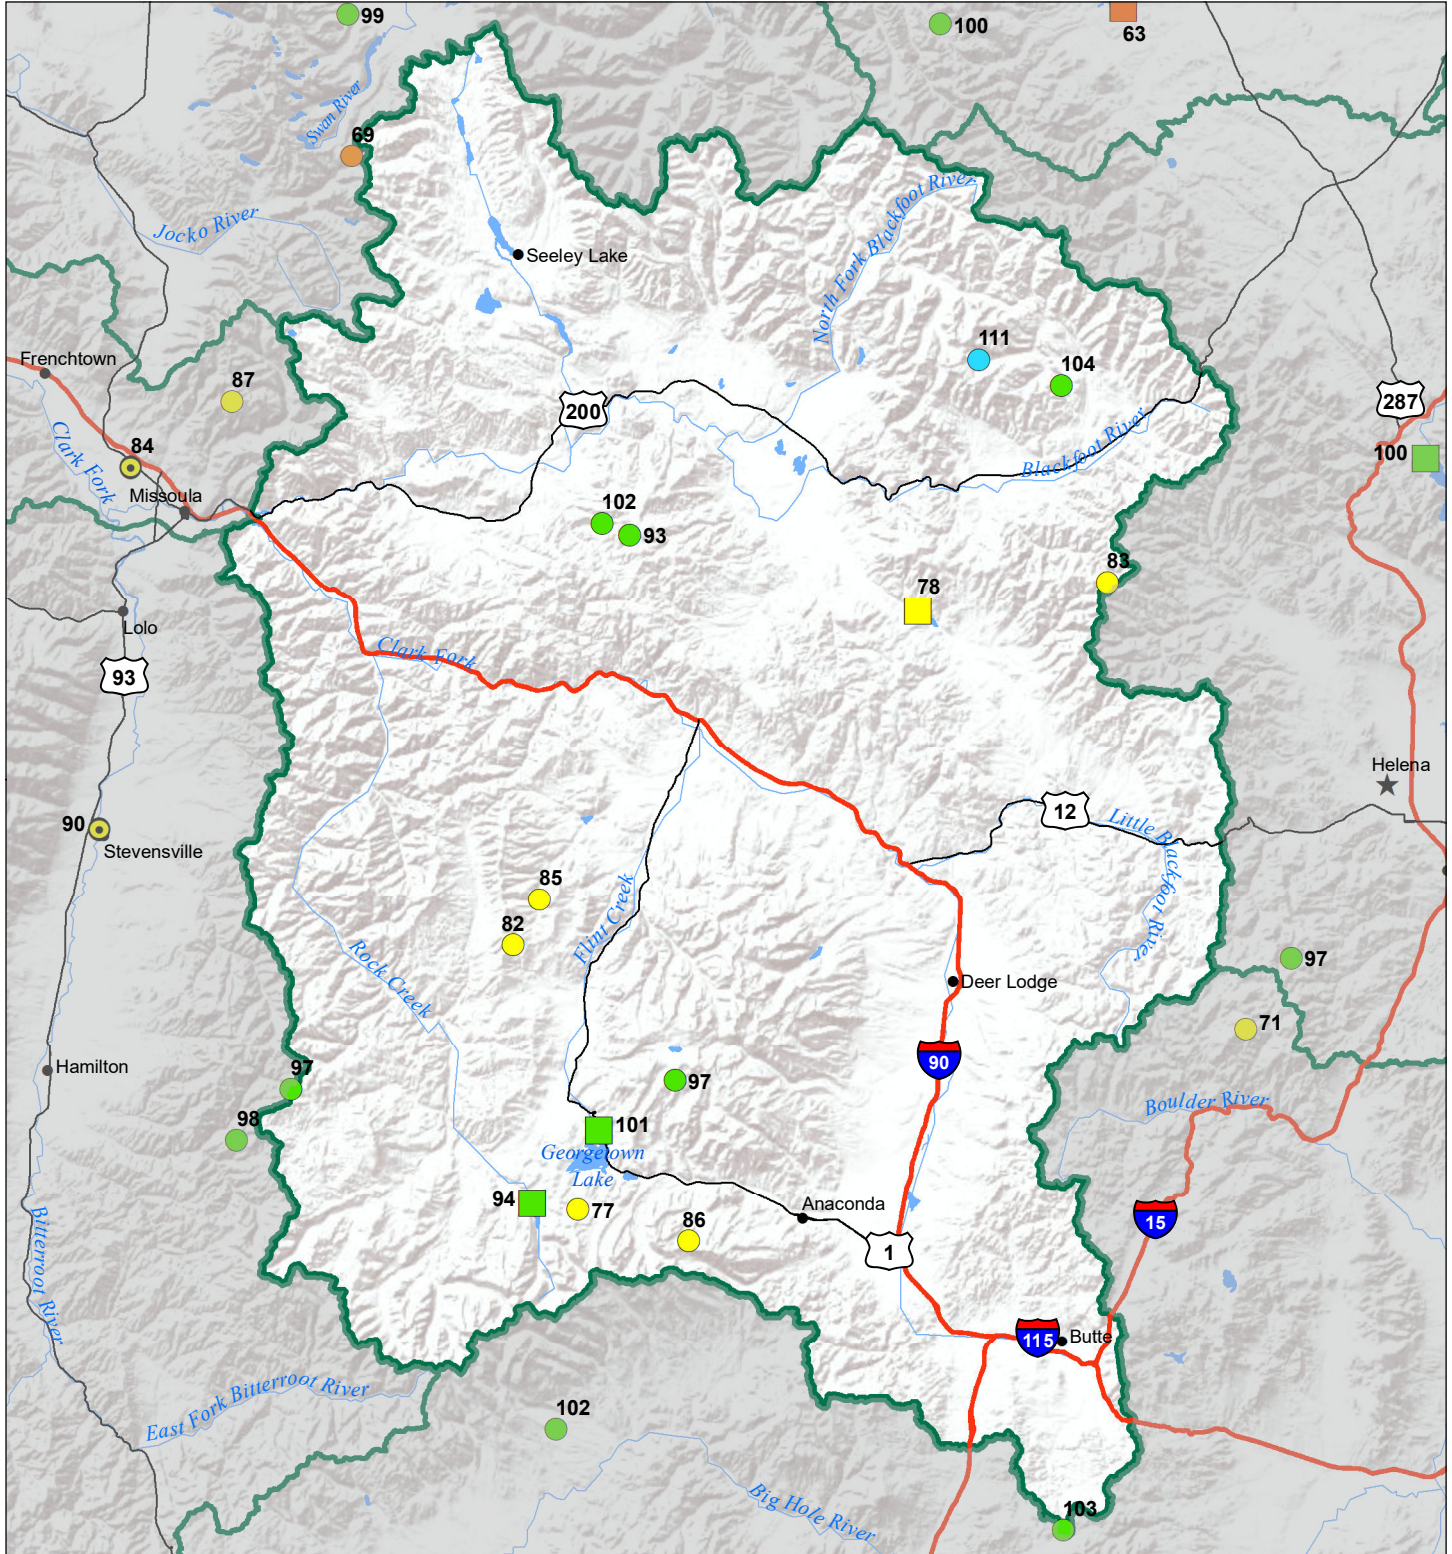 99
100
63
Swan River
69
Jocko River
North Fork Blackfoot River
Seeley Lake
111
104
Frenchtown
87
200
287
Clark Fork
84
Blackfoot River
100
Missoula
102
93
83
78
Lolo
Clark Fork
93
Helena
12
Little Blackfoot River
90
Stevensville
85
Flint Creek
82
Rock Creek
97
Deer Lodge
71
90
Hamilton
97
97
Boulder River
98
101
Georgetown
Lake
94
77
86
Anaconda
15
1
Bitterroot River
115
Butte
East Fork Bitterroot River
102
Big Hole River
103